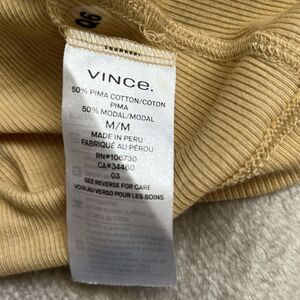 90
VINCE.
50% PIMA COTTON/COTON
PIMA
50% MODAL/MODAL
M/M
MADE IN PERU
FABRIQUÉ AU PÉROU
RN#106730
CA#34460
03
SEE REVERSE FOR CARE
VOIR AU VERSO POUR LES SOINS